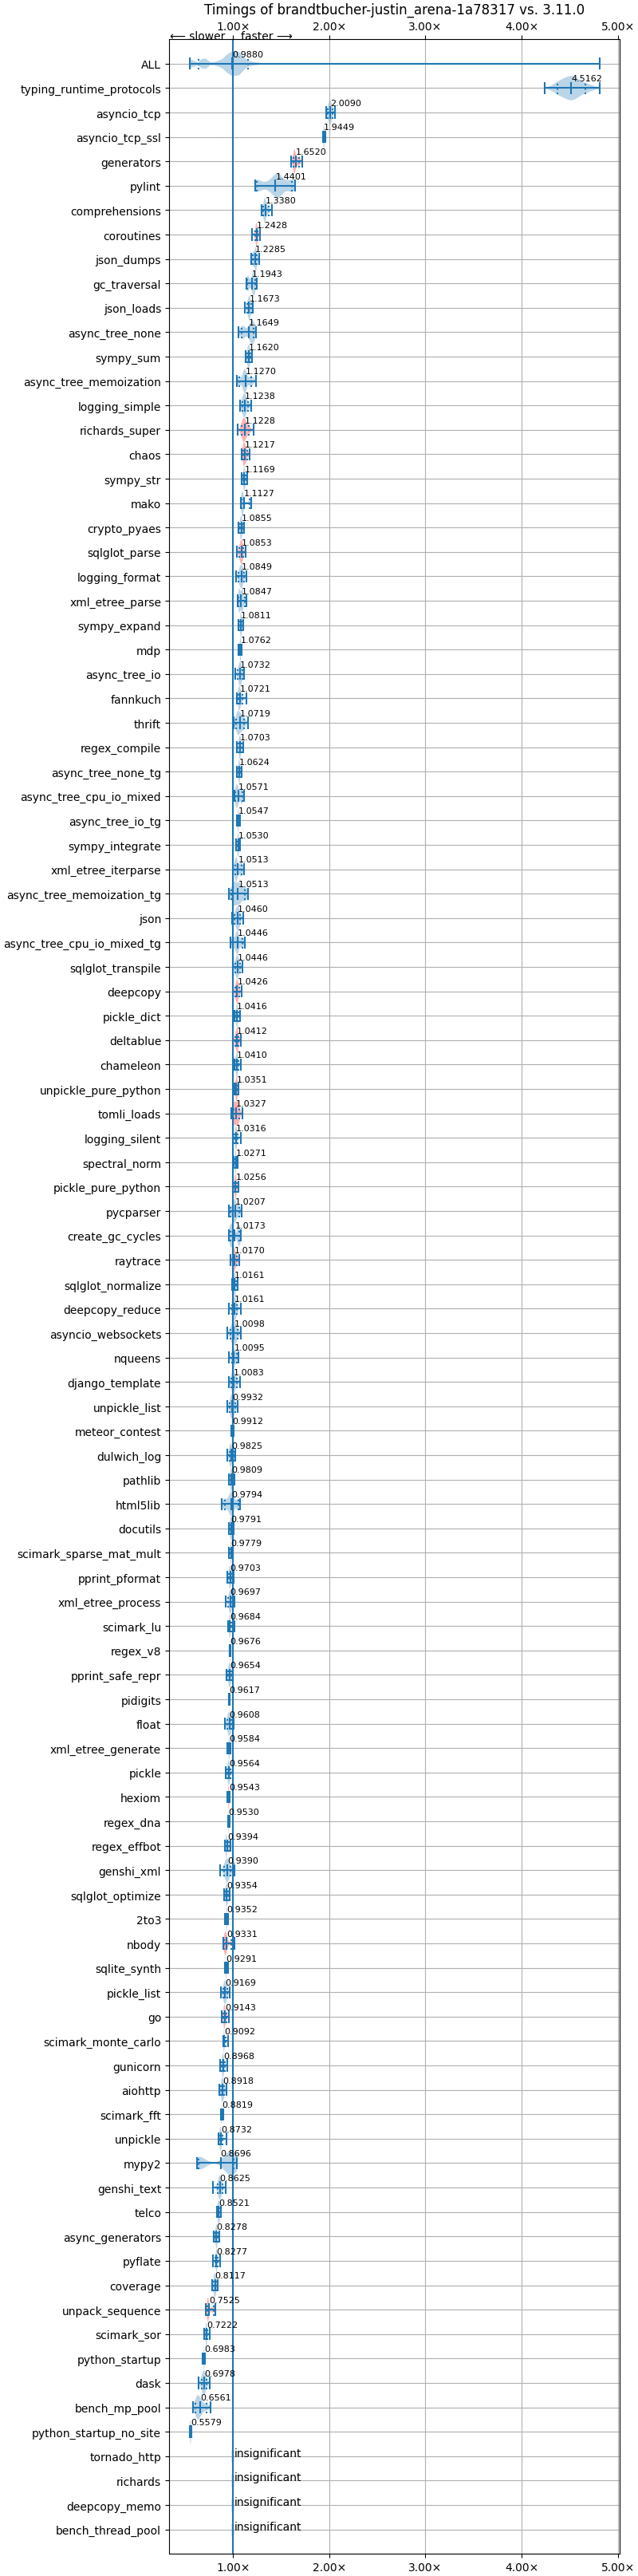 Timings of brandtbucher-justin_arena-1a78317 vs. 3.11.0
1.00× 2.00× 3.00× 4.00× 5.00×
⟵ slower faster ⟶
ALL 0.9880
typing_runtime_protocols 4.5162
asyncio_tcp 2.0090
asyncio_tcp_ssl 1.9449
generators 1.6520
pylint 1.4401
comprehensions 1.3380
coroutines 1.2428
json_dumps 1.2285
gc_traversal 1.1943
json_loads 1.1673
async_tree_none 1.1649
sympy_sum 1.1620
async_tree_memoization 1.1270
logging_simple 1.1238
richards_super 1.1228
chaos 1.1217
sympy_str 1.1169
mako 1.1127
crypto_pyaes 1.0855
sqlglot_parse 1.0853
logging_format 1.0849
xml_etree_parse 1.0847
sympy_expand 1.0811
mdp 1.0762
async_tree_io 1.0732
fannkuch 1.0721
thrift 1.0719
regex_compile 1.0703
async_tree_none_tg 1.0624
async_tree_cpu_io_mixed 1.0571
async_tree_io_tg 1.0547
sympy_integrate 1.0530
xml_etree_iterparse 1.0513
async_tree_memoization_tg 1.0513
json 1.0460
async_tree_cpu_io_mixed_tg 1.0446
sqlglot_transpile 1.0446
deepcopy 1.0426
pickle_dict 1.0416
deltablue 1.0412
chameleon 1.0410
unpickle_pure_python 1.0351
tomli_loads 1.0327
logging_silent 1.0316
spectral_norm 1.0271
pickle_pure_python 1.0256
pycparser 1.0207
create_gc_cycles 1.0173
raytrace 1.0170
sqlglot_normalize 1.0161
deepcopy_reduce 1.0161
asyncio_websockets 1.0098
nqueens 1.0095
django_template 1.0083
unpickle_list 0.9932
meteor_contest 0.9912
dulwich_log 0.9825
pathlib 0.9809
html5lib 0.9794
docutils 0.9791
scimark_sparse_mat_mult 0.9779
pprint_pformat 0.9703
xml_etree_process 0.9697
scimark_lu 0.9684
regex_v8 0.9676
pprint_safe_repr 0.9654
pidigits 0.9617
float 0.9608
xml_etree_generate 0.9584
pickle 0.9564
hexiom 0.9543
regex_dna 0.9530
regex_effbot 0.9394
genshi_xml 0.9390
sqlglot_optimize 0.9354
2to3 0.9352
nbody 0.9331
sqlite_synth 0.9291
pickle_list 0.9169
go 0.9143
scimark_monte_carlo 0.9092
gunicorn 0.8968
aiohttp 0.8918
scimark_fft 0.8819
unpickle 0.8732
mypy2 0.8696
genshi_text 0.8625
telco 0.8521
async_generators 0.8278
pyflate 0.8277
coverage 0.8117
unpack_sequence 0.7525
scimark_sor 0.7222
python_startup 0.6983
dask 0.6978
bench_mp_pool 0.6561
python_startup_no_site 0.5579
tornado_http insignificant
richards insignificant
deepcopy_memo insignificant
bench_thread_pool insignificant
1.00× 2.00× 3.00× 4.00× 5.00×